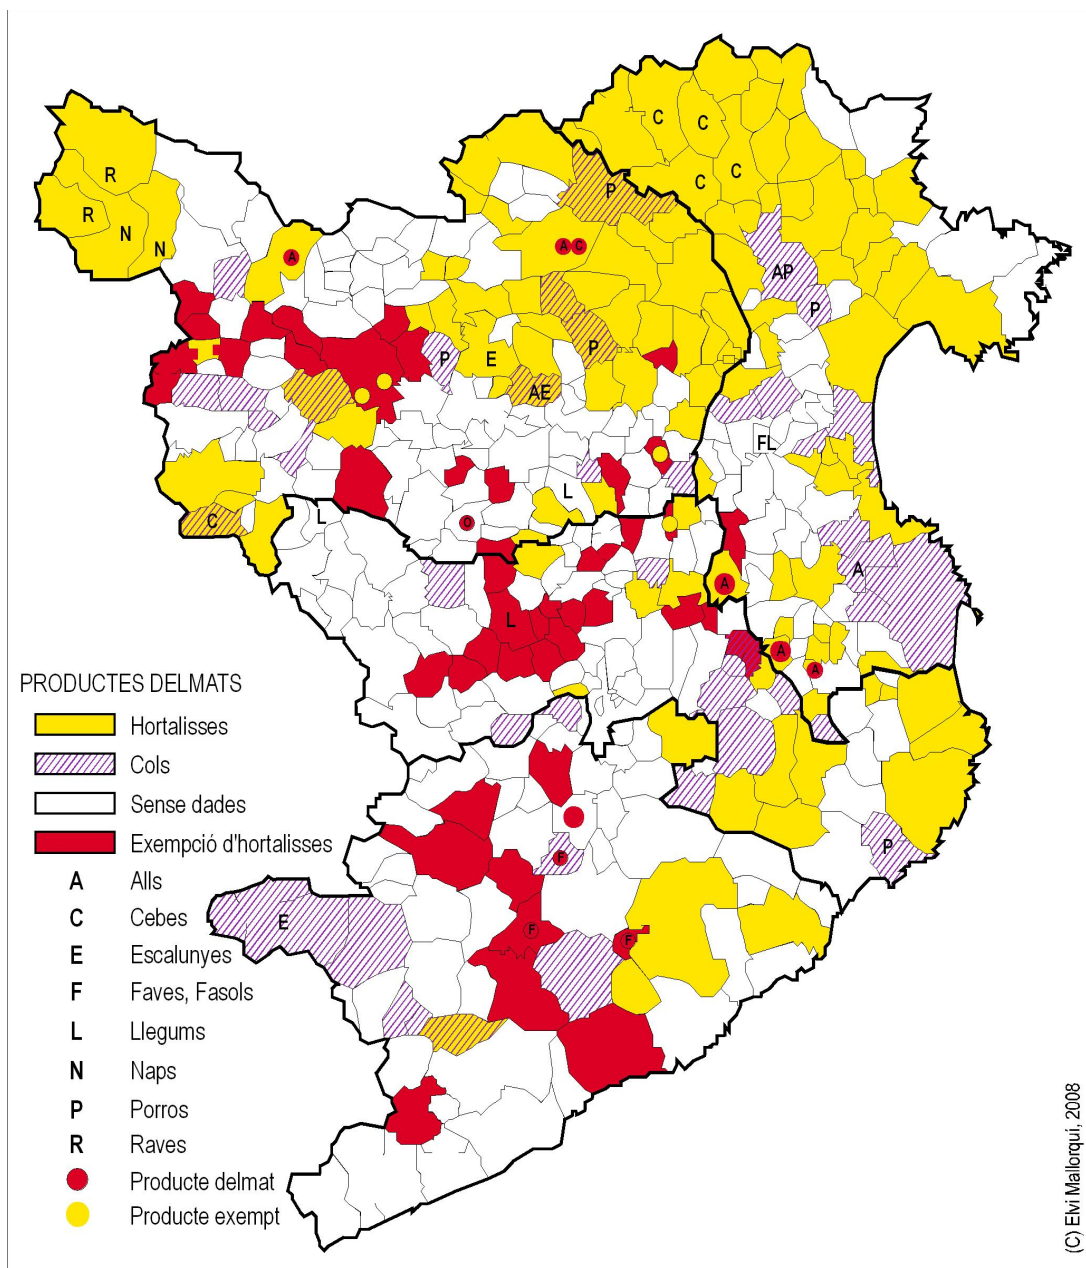 C
C
R
C
C
P
R
N
N
A C
A
AP
P
P
E
P
AE
FL
L
C
L
O
A
A
L
A
A
PRODUCTES DELMATS
Hortalisses
Cols
Sense dades
Exempció d'hortalisses
P
F
A Alls
C Cebes
E
E Escalunyes
F
F
F Faves, Fasols
L Llegums
N Naps
P Porros
R Raves
Producte delmat
Producte exempt
(C) Elvi Mallorquí, 2008